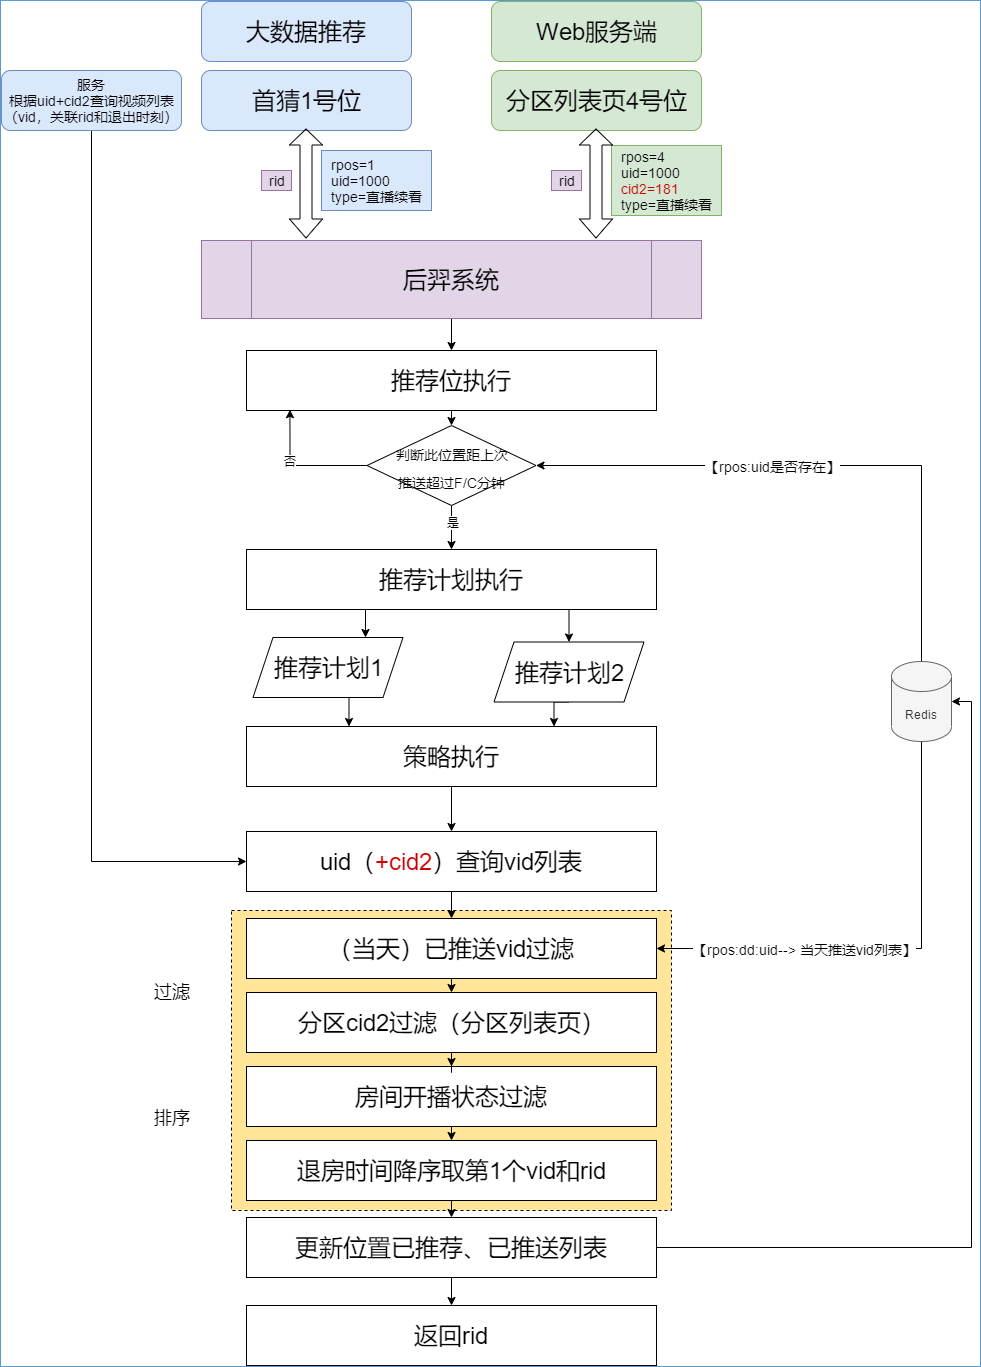 大数据推荐
Web服务端
服务
根据uid+cid2查询视频列表
（vid，关联rid和退出时刻）
首猜1号位
分区列表页4号位
rid
rpos=1
uid=1000
type=直播续看
rid
rpos=4
uid=1000
cid2=181
type=直播续看
后羿系统
推荐位执行
判断此位置距上次
推送超过F/C分钟
否
【rpos:uid是否存在】
是
推荐计划执行
推荐计划1
推荐计划2
Redis
策略执行
uid（+cid2）查询vid列表
（当天）已推送vid过滤
【rpos:dd:uid--> 当天推送vid列表】
过滤
分区cid2过滤（分区列表页）
房间开播状态过滤
排序
退房时间降序取第1个vid和rid
更新位置已推荐、已推送列表
返回rid